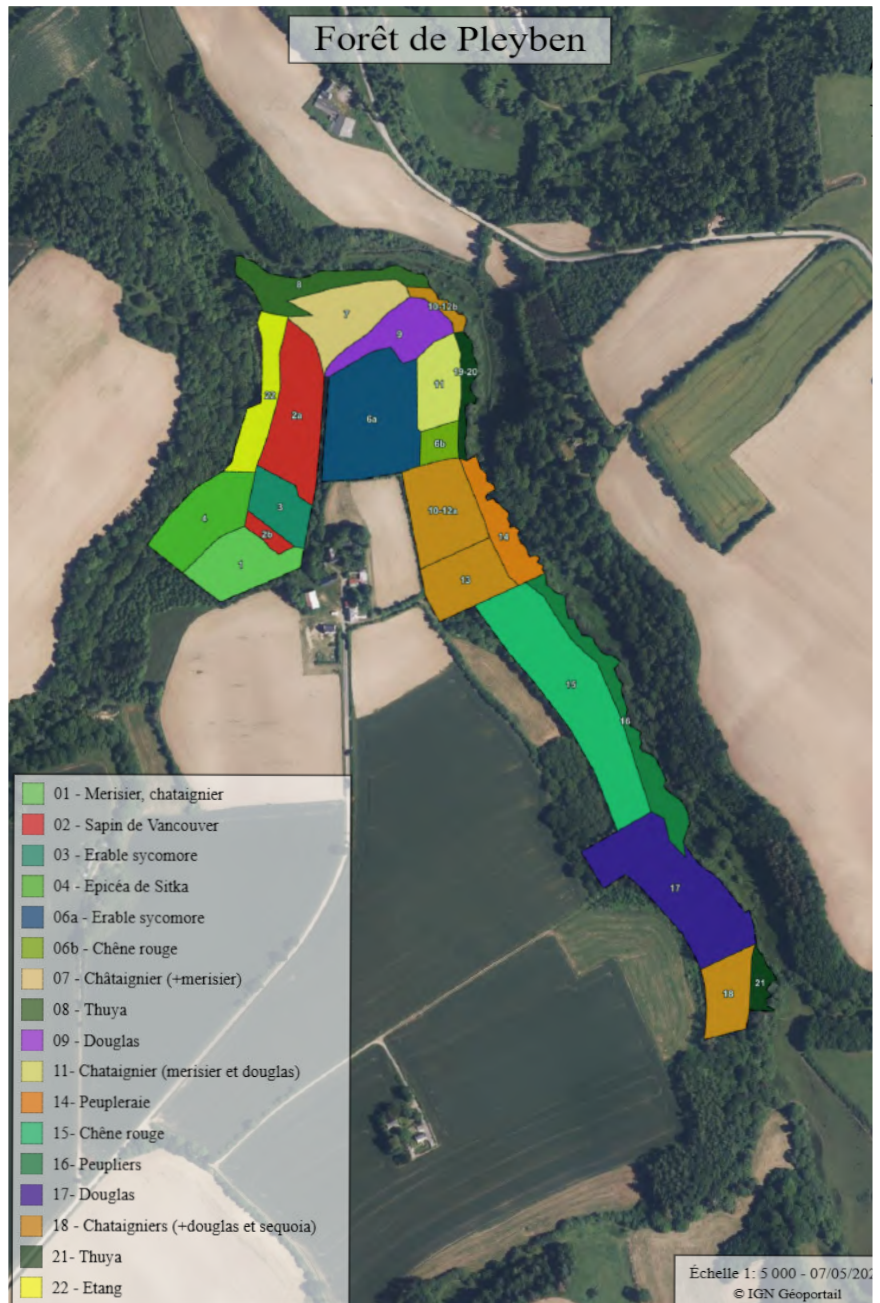 Forêt de Pleyben
8
10-12b
7
9
19-20
11
22
2a
6a
6b
3
4
10-12a
2b
14
1
13
15
16
17
18
21
01 - Merisier, chataignier
02 - Sapin de Vancouver
03 - Erable sycomore
04 - Epicéa de Sitka
06a - Erable sycomore
06b - Chêne rouge
07 - Châtaignier (+merisier)
08 - Thuya
09 - Douglas
11- Chataignier (merisier et douglas)
14- Peupleraie
15- Chêne rouge
16- Peupliers
17- Douglas
18 - Chataigniers (+douglas et sequoia)
21- Thuya
22 - Etang
Échelle 1: 5 000 - 07/05/202
© IGN Géoportail